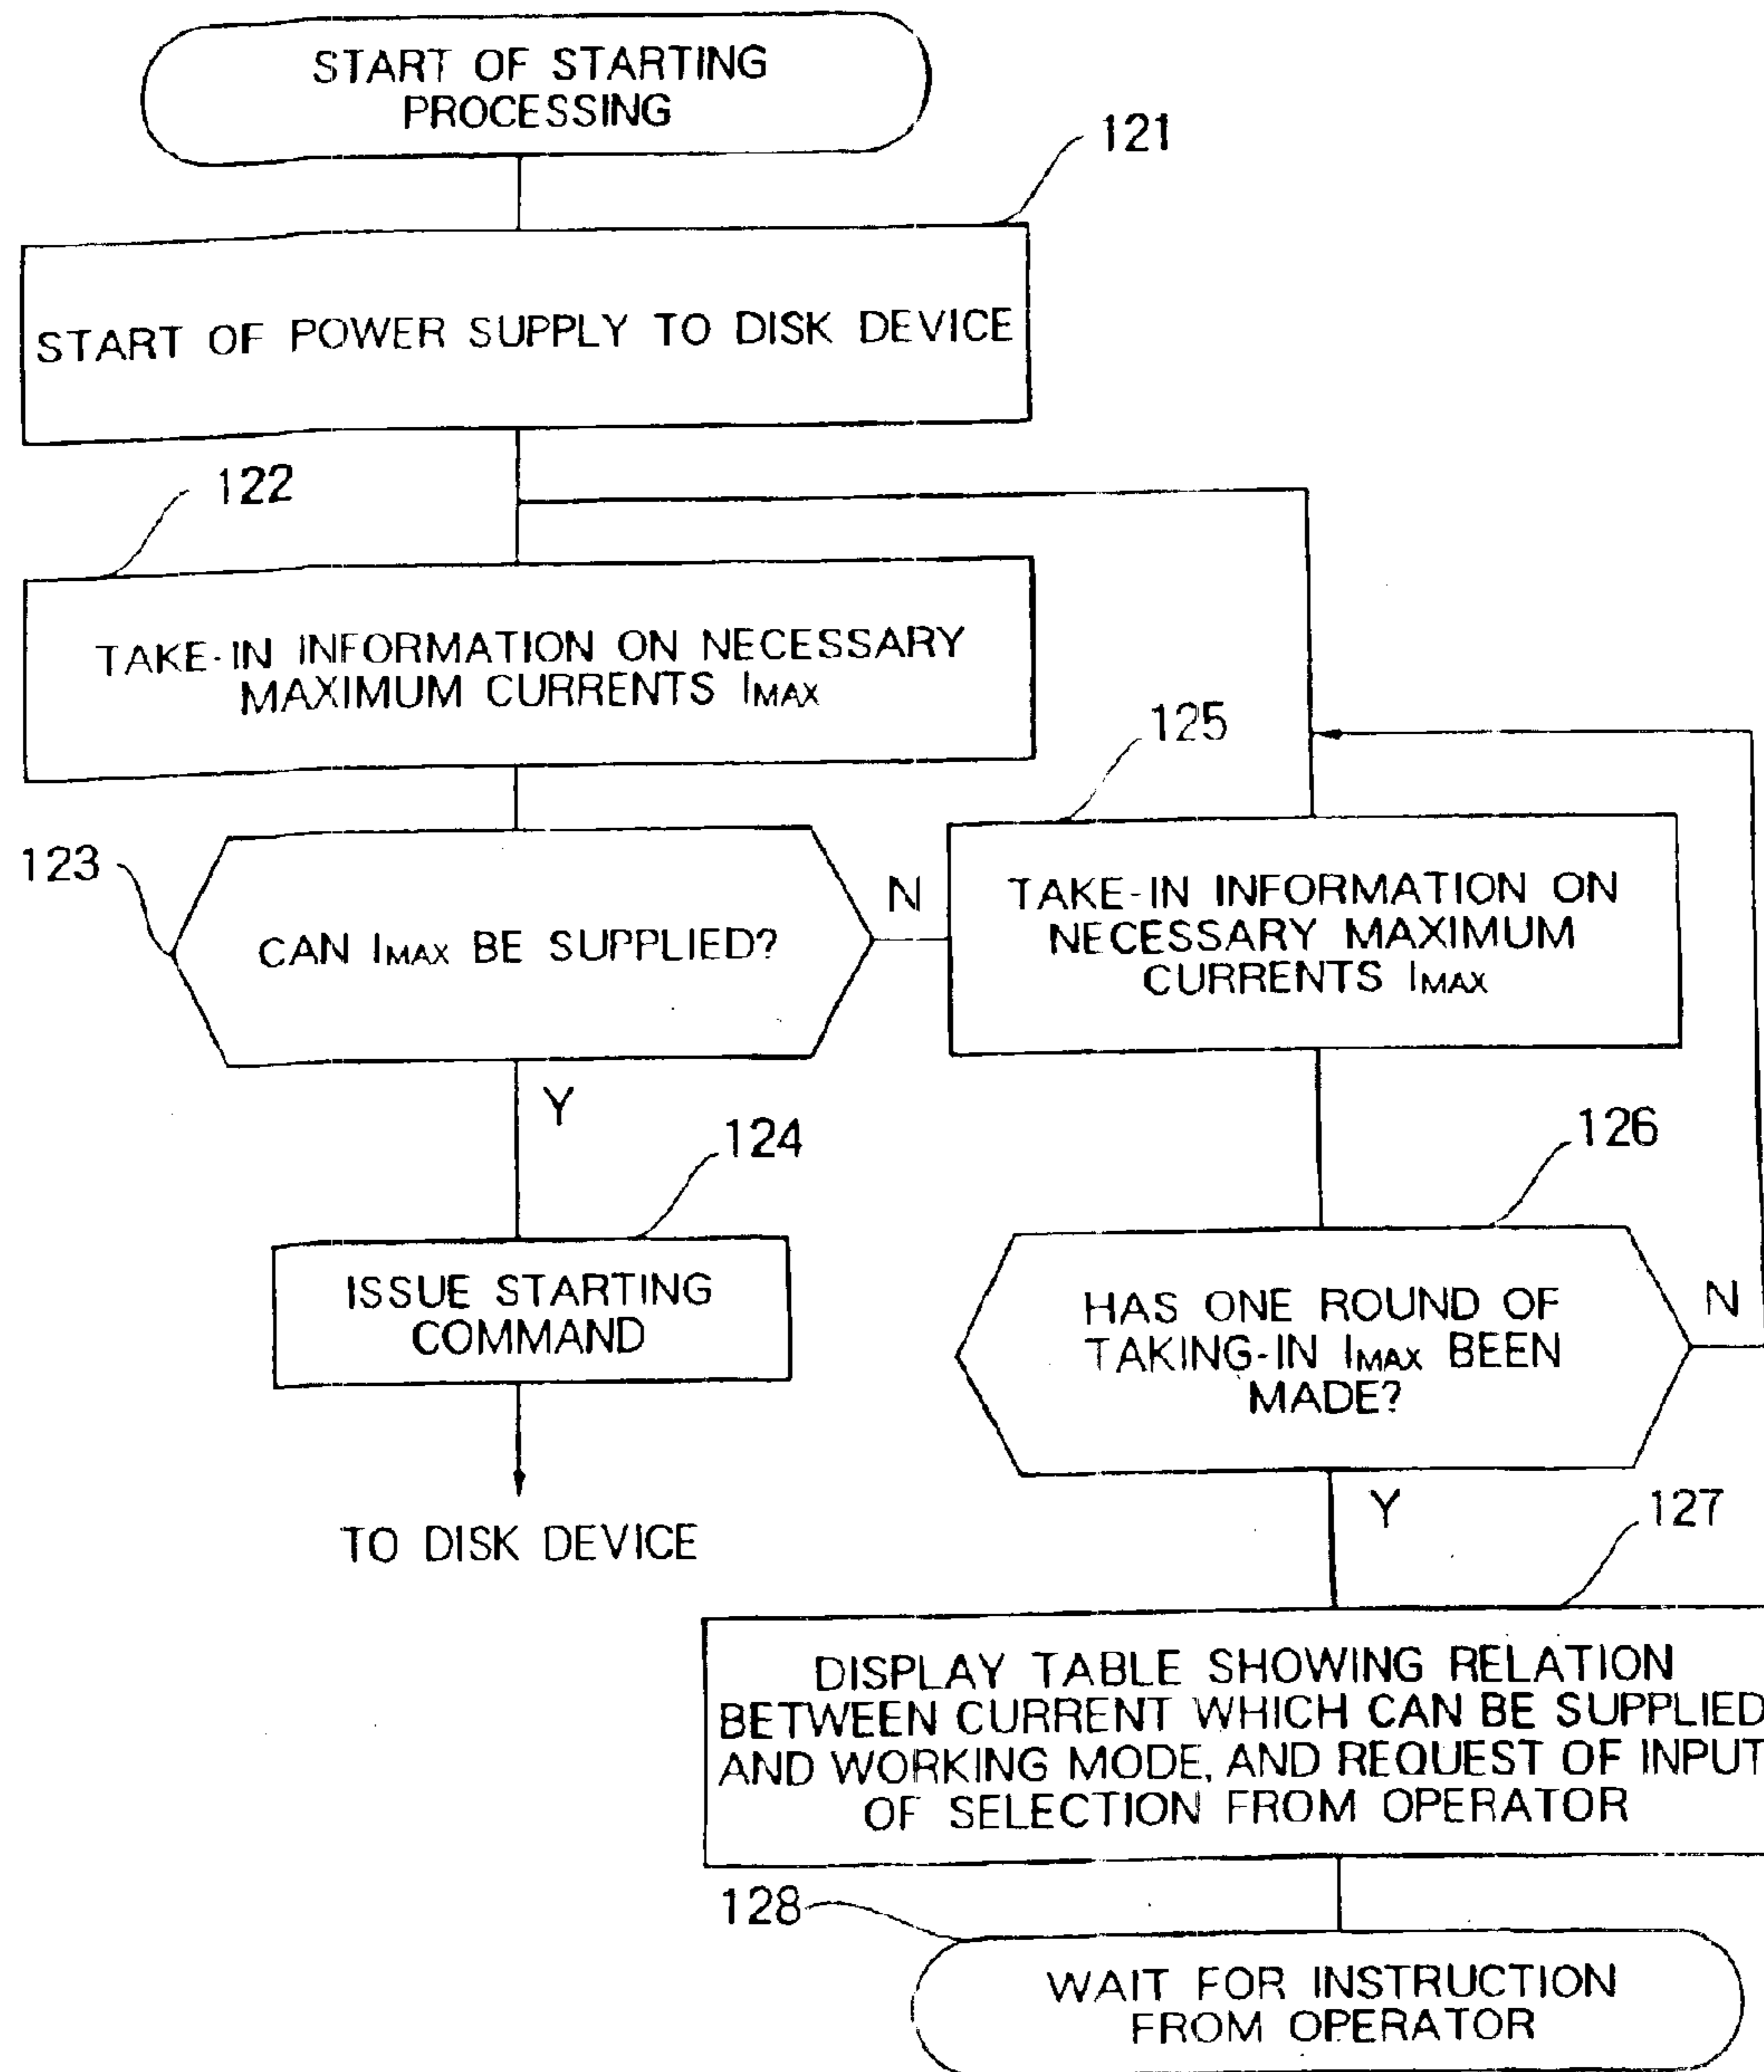 START OF STARTING
PROCESSING
121
START OF POWER SUPPLY TO DISK DEVICE
122
TAKE-IN INFORMATION ON NECESSARY
MAXIMUM CURRENTS IMAX
125
123
CAN IMAX BE SUPPLIED?
N
TAKE-IN INFORMATION ON
NECESSARY MAXIMUM
CURRENTS IMAX
Y
124
ISSUE STARTING
COMMAND
TO DISK DEVICE
126
HAS ONE ROUND OF
TAKING-IN IMAX BEEN
MADE?
N
Y
127
DISPLAY TABLE SHOWING RELATION
BETWEEN CURRENT WHICH CAN BE SUPPLIED
AND WORKING MODE, AND REQUEST OF INPUT
OF SELECTION FROM OPERATOR
128
WAIT FOR INSTRUCTION
FROM OPERATOR